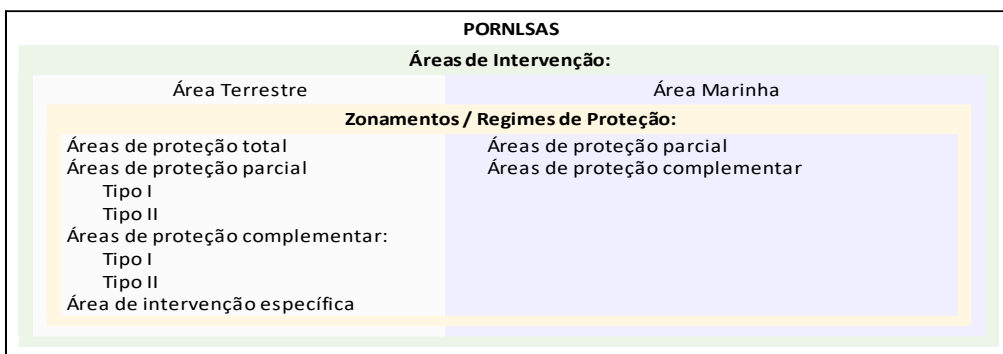 PORNLSAS
Áreas de Intervenção:
Área Terrestre Área Marinha
Zonamentos / Regimes de Proteção:
Áreas de proteção total Áreas de proteção parcial
Áreas de proteção parcial Áreas de proteção complementar
Tipo I
Tipo II
Áreas de proteção complementar:
Tipo I
Tipo II
Área de intervenção específica